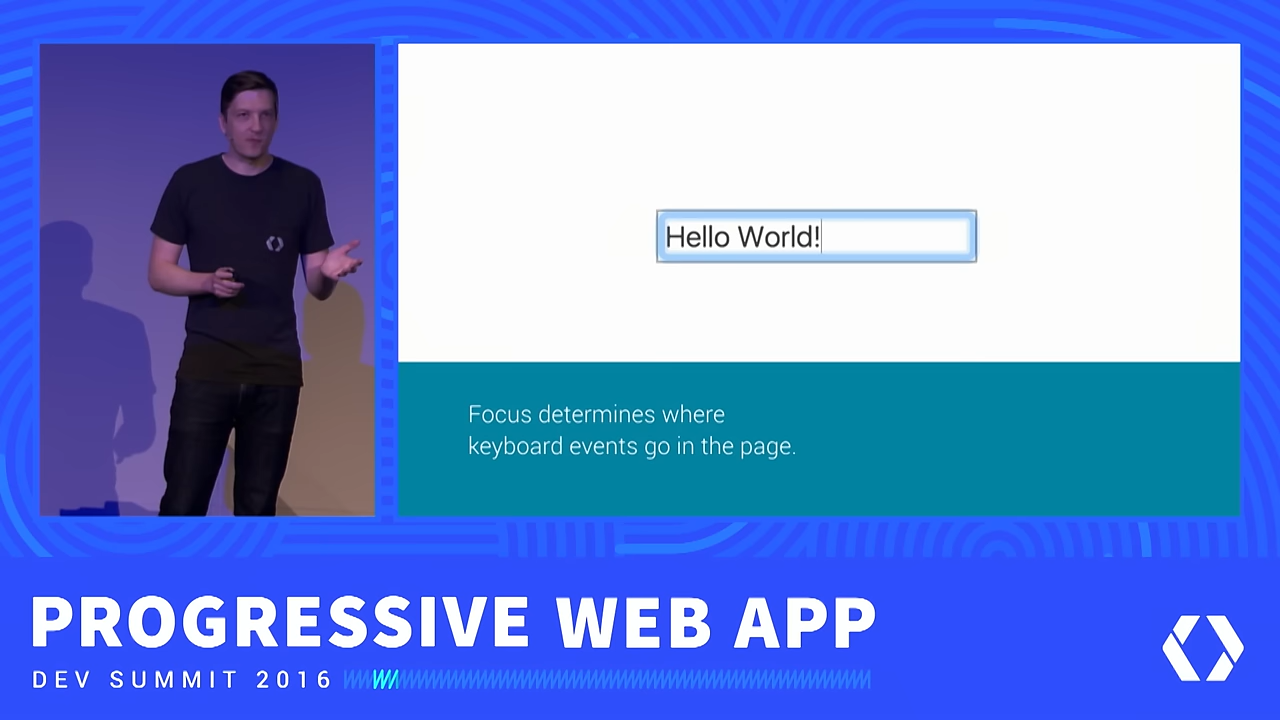 Hello World!
Focus determines where
keyboard events go in the page.
PROGRESSIVE WEB APP
DEV SUMMIT 2016